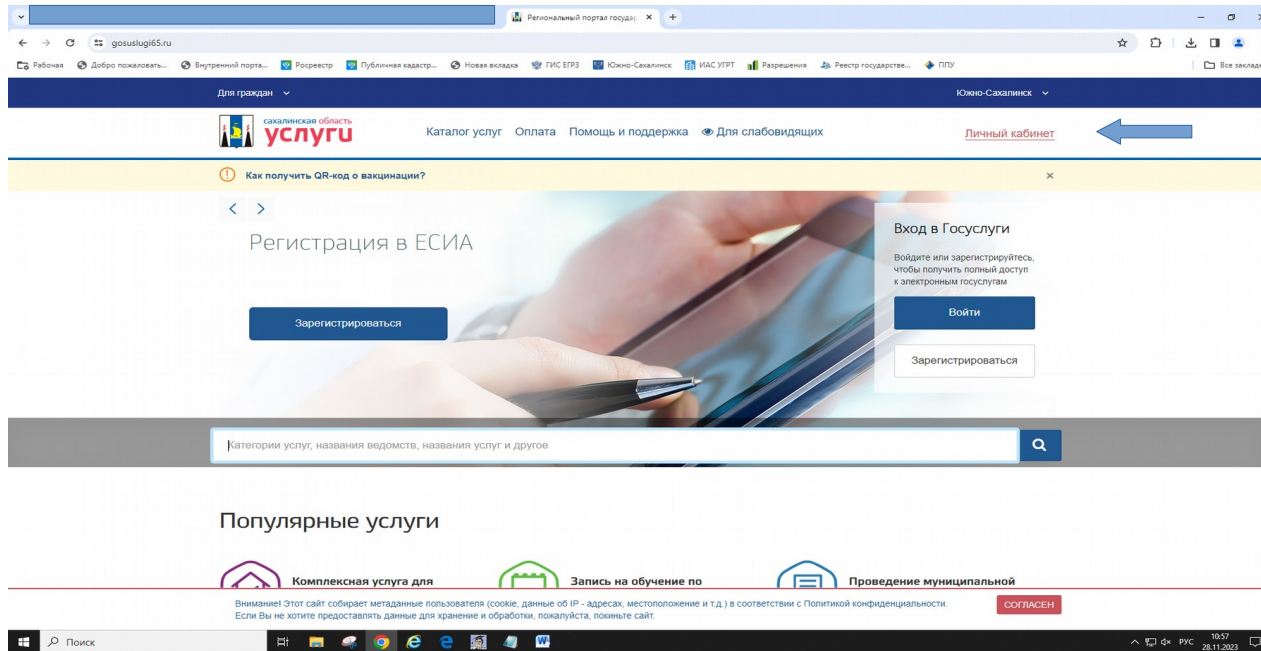 Региональный портал государ
gosuslugi65.ru
Рабочая Добро пожаловать... Внутренний порта... Росреестр Публичная кадастр... Новая вкладка ГИС ЕГРЗ Южно-Сахалинск ИАС УГРТ Разрешения Реестр государстве... ППУ Все заклад
Для граждан Южно-Сахалинск
сахалинская область
услуги
Каталог услуг Оплата Помощь и поддержка Для слабовидящих Личный кабинет
Как получить QR-код о вакцинации?
Регистрация в ЕСИА
Зарегистрироваться
Вход в Госуслуги
Войдите или зарегистрируйтесь,
чтобы получить полный доступ
к электронным госуслугам
Войти
Зарегистрироваться
Категории услуг, названия ведомств, названия услуг и другое
Популярные услуги
Комплексная услуга для Запись на обучение по Проведение муниципальной
Внимание! Этот сайт собирает метаданные пользователя (cookie, данные об IP - адресах, местоположение и т.д.) в соответствии с Политикой конфиденциальности.
Если Вы не хотите предоставлять данные для хранение и обработки, пожалуйста, покиньте сайт.
СОГЛАСЕН
Поиск
РУС
10:57
28.11.2023